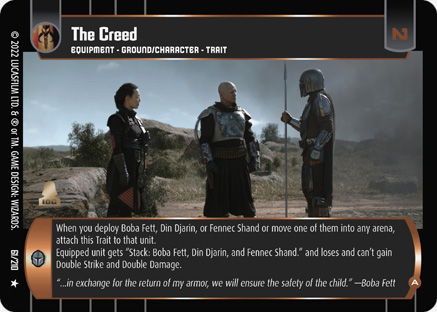 The Creed
EQUIPMENT - GROUND/CHARACTER - TRAIT
N
© 2022 LUCASFILM LTD. & ® or TM. GAME DESIGN: WIZARDS.
When you deploy Boba Fett, Din Djarin, or Fennec Shand or move one of them into any arena,
attach this Trait to that unit.
Equipped unit gets "Stack: Boba Fett, Din Djarin, and Fennec Shand." and loses and can't gain
Double Strike and Double Damage.
"...in exchange for the return of my armor, we will ensure the safety of the child." —Boba Fett
A